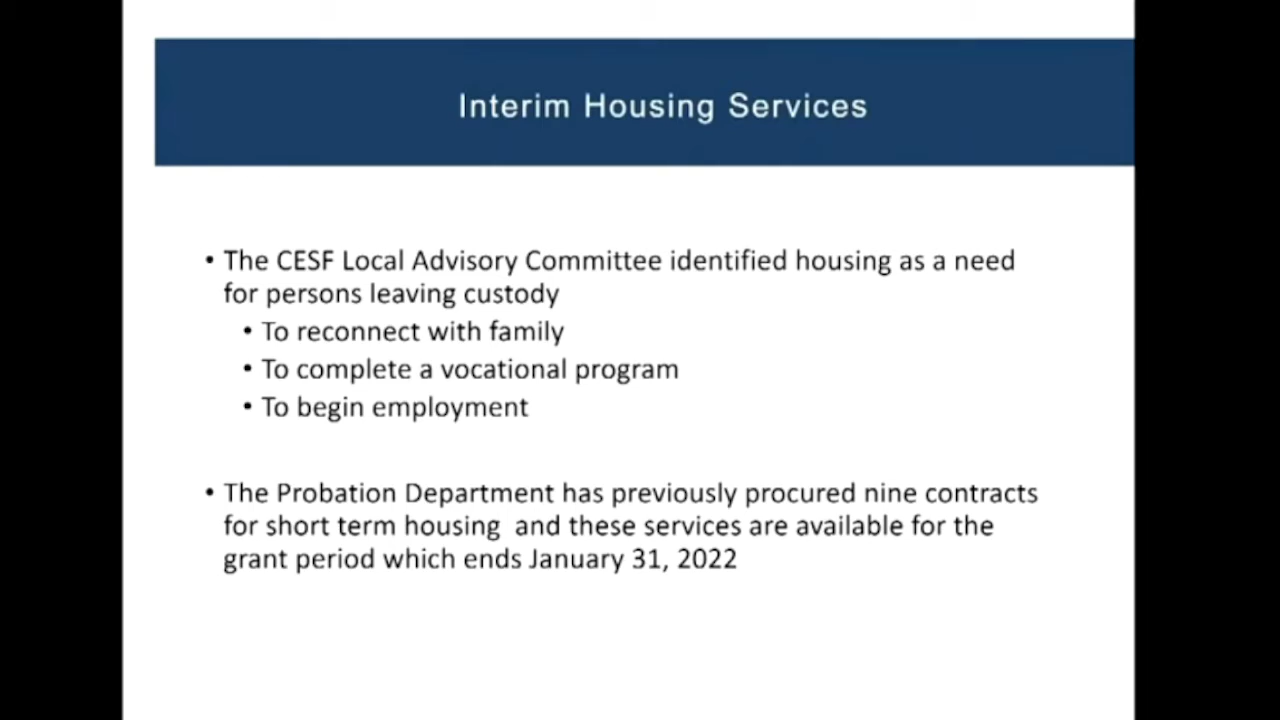 Interim Housing Services
• The CESF Local Advisory Committee identified housing as a need
for persons leaving custody
• To reconnect with family
• To complete a vocational program
• To begin employment
• The Probation Department has previously procured nine contracts
for short term housing  and these services are available for the
grant period which ends January 31, 2022